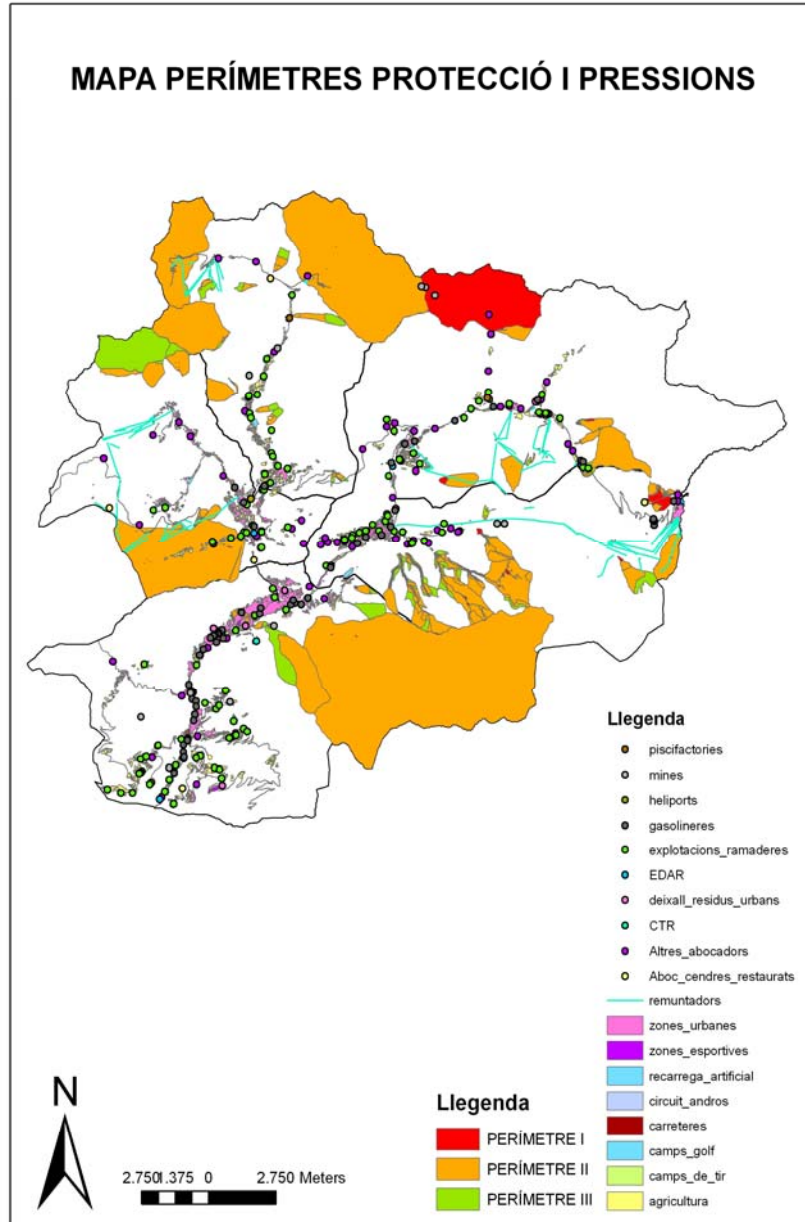 MAPA PERÍMETRES PROTECCIÓ I PRESSIONS
Llegenda
piscifactories
mines
heliports
gasolineres
explotacions_ramaderes
EDAR
deixall_residus_urbans
CTR
Altres_abocadors
Aboc_cendres_restaurats
remuntadors
zones_urbanes
zones_esportives
recarrega_artificial
circuit_andros
carreteres
camps_golf
camps_de_tir
agricultura
N
2.750 1.375 0 2.750 Meters
Llegenda
PERÍMETRE I
PERÍMETRE II
PERÍMETRE III